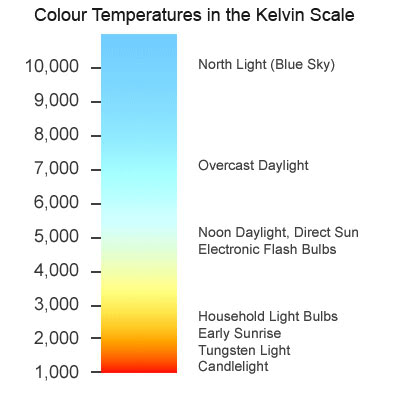 Colour Temperatures in the Kelvin Scale
10,000 North Light (Blue Sky)
9,000
8,000
7,000 Overcast Daylight
6,000
5,000 Noon Daylight, Direct Sun
Electronic Flash Bulbs
4,000
3,000
Household Light Bulbs
2,000 Early Sunrise
Tungsten Light
1,000 Candlelight